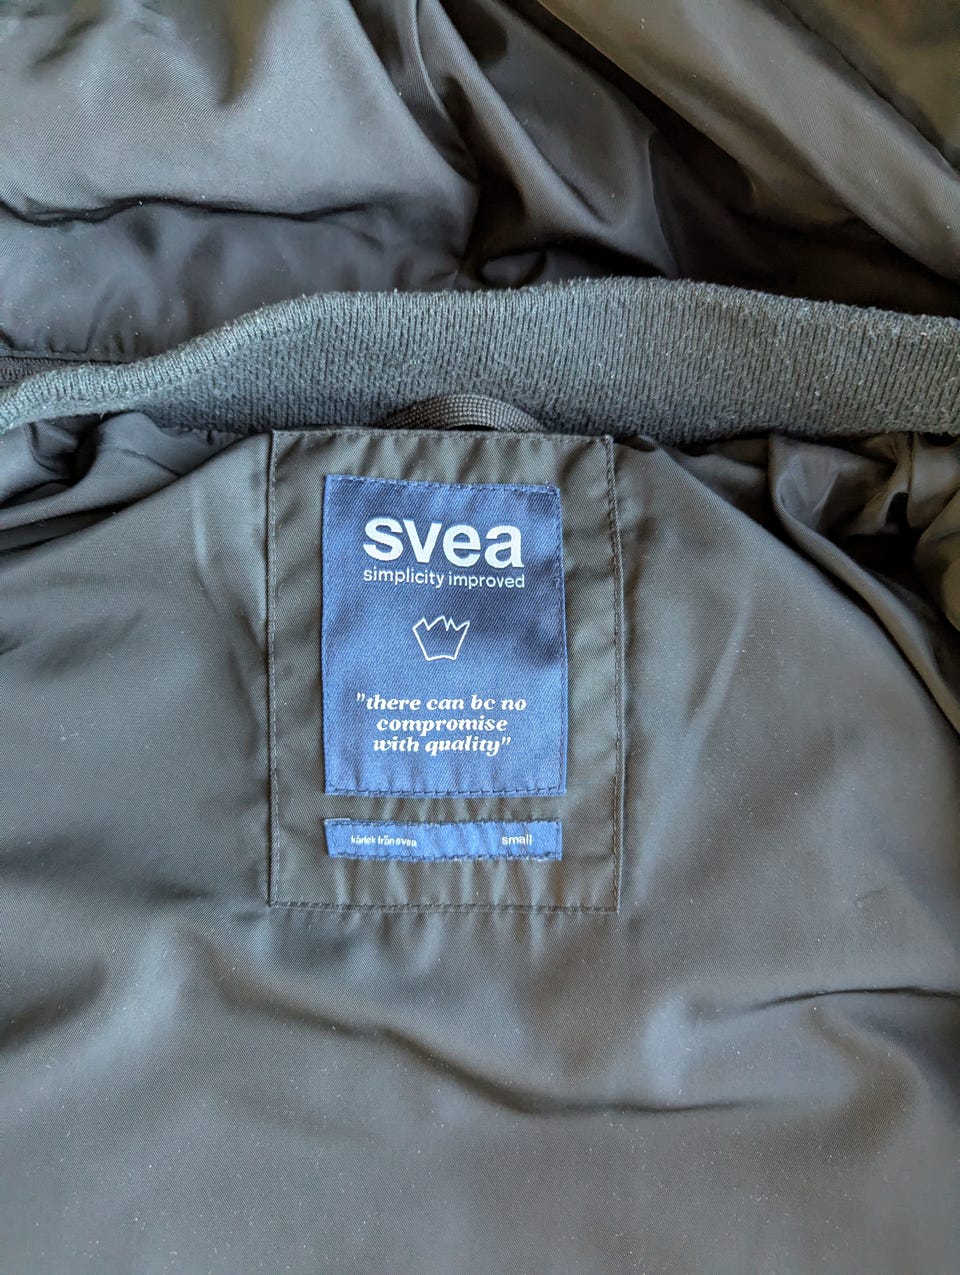 svea
simplicity improved
"there can be no
compromise
with quality"
kärlek från svea small